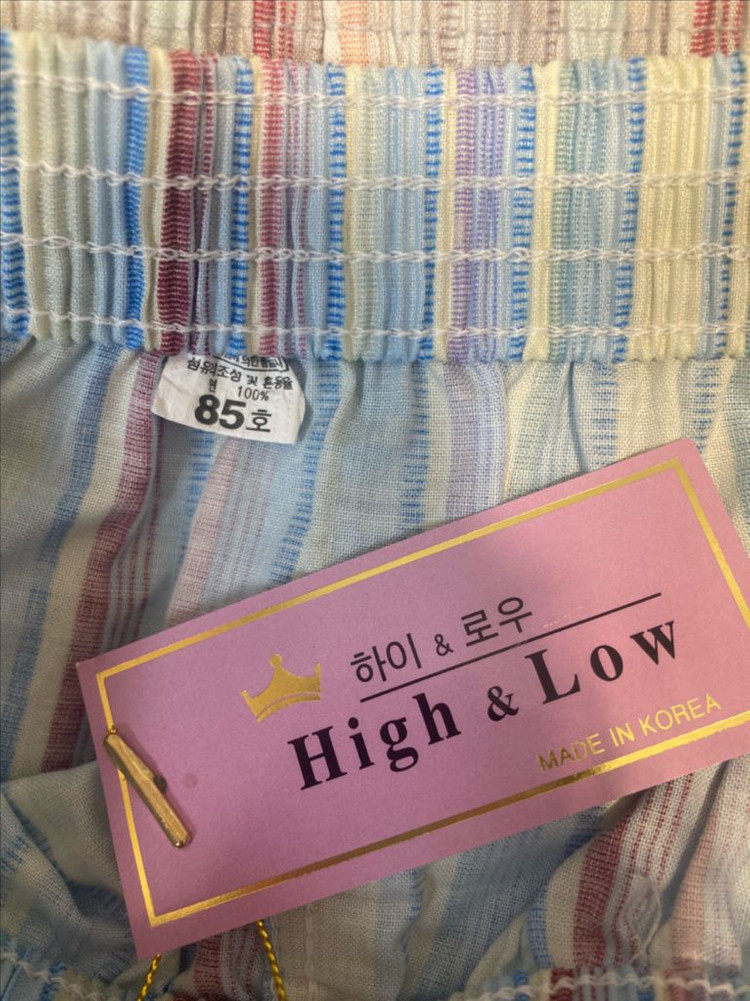 섬유의 조성 및 혼용율
면 100%
85호
하이 & 로우
High & Low
MADE IN KOREA